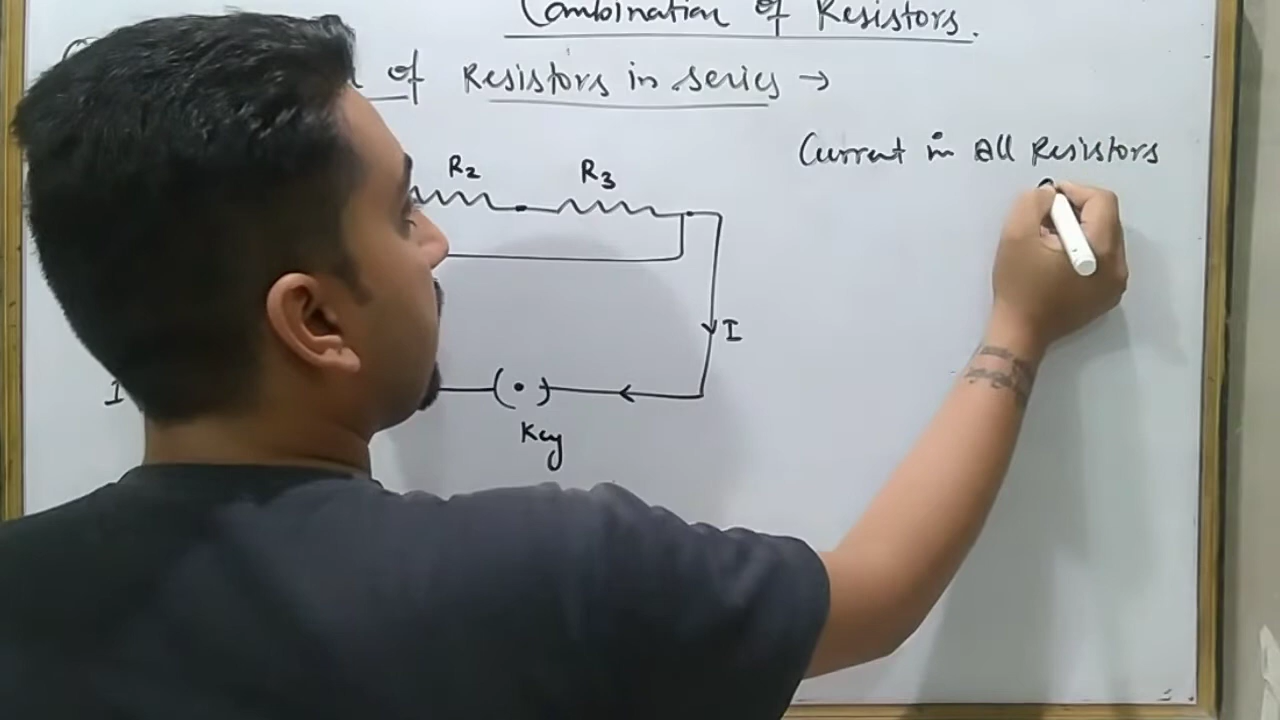 Combination of Resistors.
of Resistors in series →
Current in all Resistors
R2
R3
I
I
Key